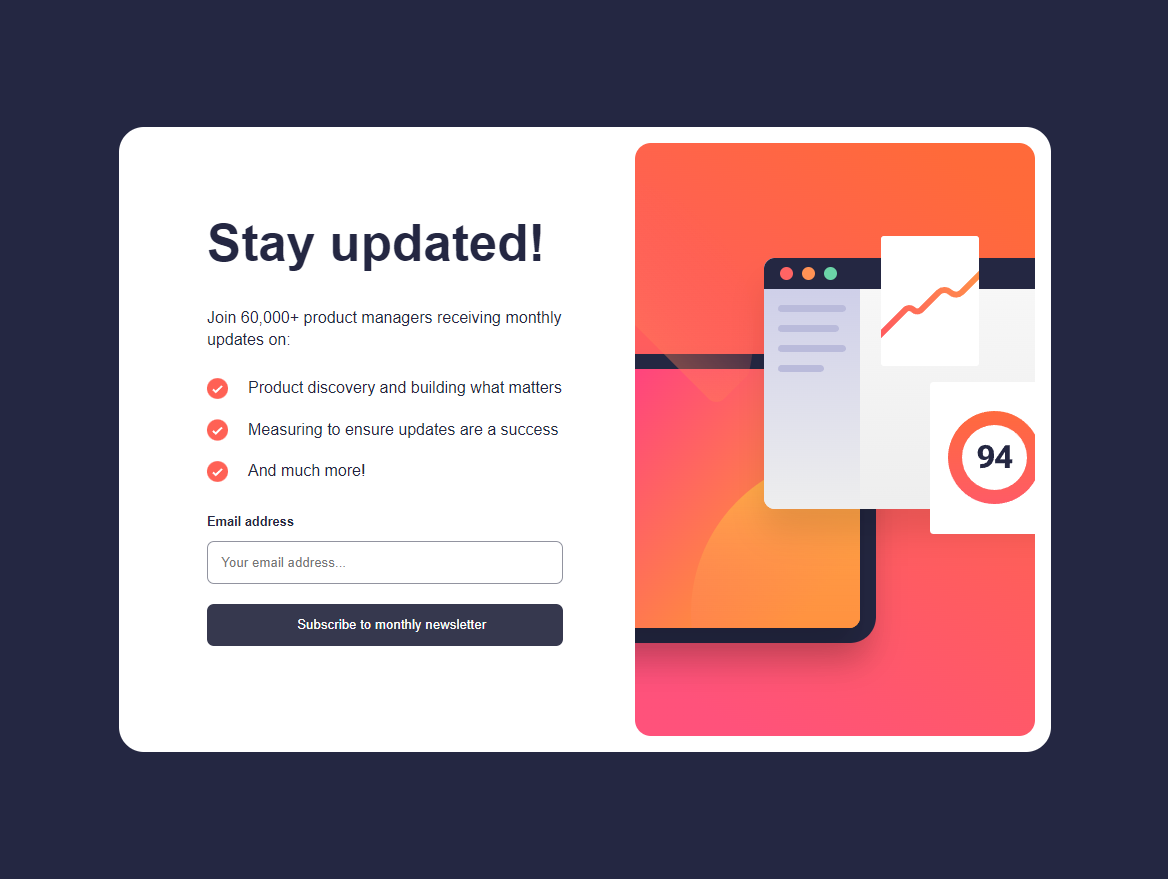 Stay updated!
Join 60,000+ product managers receiving monthly
updates on:
Product discovery and building what matters
Measuring to ensure updates are a success
And much more!
Email address
Your email address...
Subscribe to monthly newsletter
94